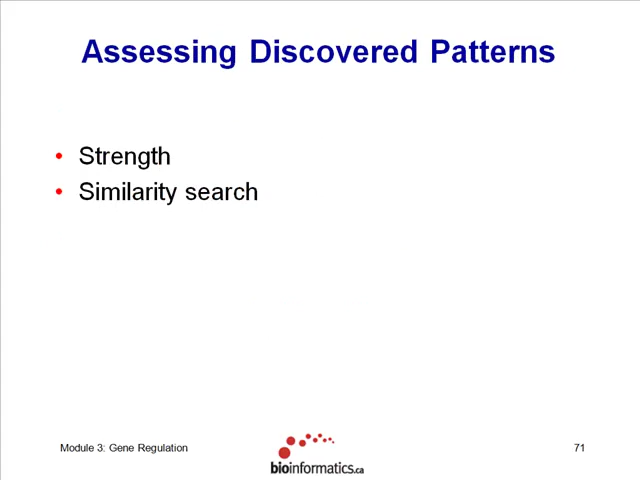 Assessing Discovered Patterns
• Strength
• Similarity search
Module 3: Gene Regulation
bioinformatics.ca
71